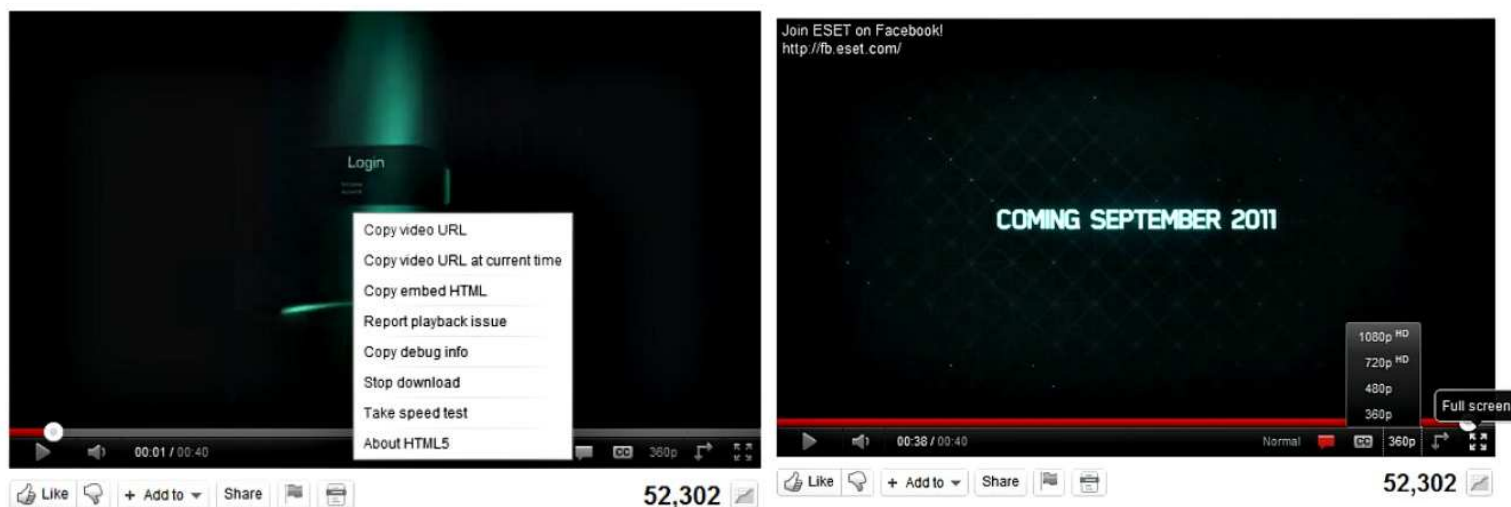 Login
Copy video URL
Copy video URL at current time
Copy embed HTML
Report playback issue
Copy debug info
Stop download
Take speed test
About HTML5
00:01 / 00:40
CC
360p
Like
+ Add to
Share
52,302
Join ESET on Facebook!
http://fb.eset.com/
COMING SEPTEMBER 2011
1080p HD
720p HD
480p
360p
Full screen
00:38 / 00:40
Normal
CC
360p
Like
+ Add to
Share
52,302